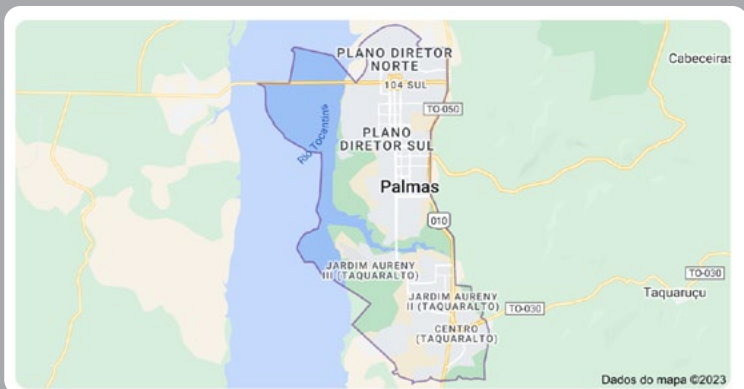 PLANO DIRETOR
NORTE
Cabeceiras
104 SUL
TO-050
Rio Tocantins
PLANO
DIRETOR SUL
Palmas
010
JARDIM AURENY
III (TAQUARALTO)
TO-030
Taquaruçu
JARDIM AURENY
II (TAQUARALTO)
TO-030
CENTRO
(TAQUARALTO)
Dados do mapa ©2023